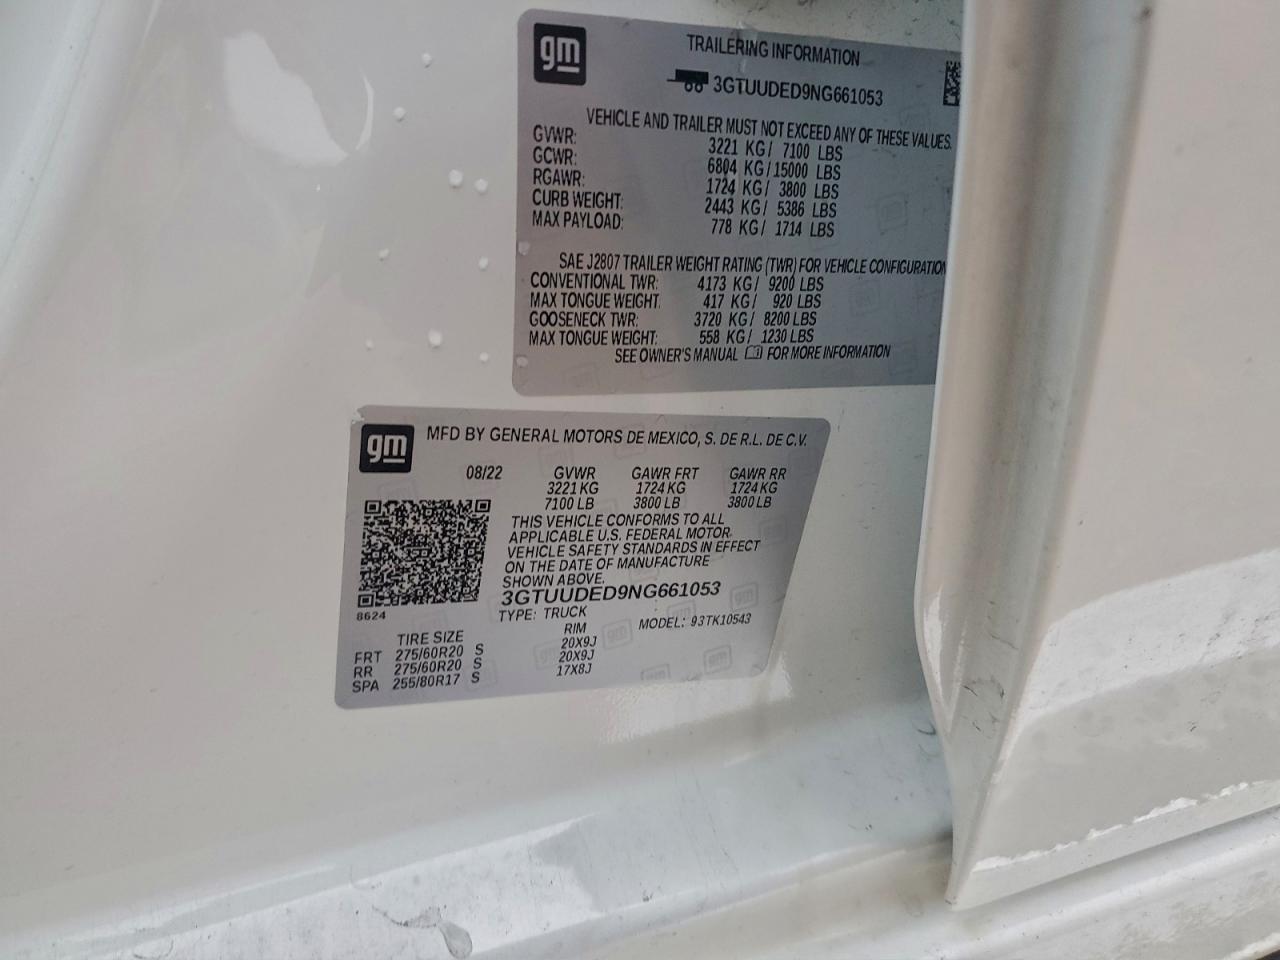 gm
TRAILERING INFORMATION
3GTUUDED9NG661053
VEHICLE AND TRAILER MUST NOT EXCEED ANY OF THESE VALUES.
GVWR: 3221 KG/ 7100 LBS
GCWR: 6804 KG/15000 LBS
RGAWR: 1724 KG/ 3800 LBS
CURB WEIGHT: 2443 KG/ 5386 LBS
MAX PAYLOAD: 778 KG/ 1714 LBS
SAE J2807 TRAILER WEIGHT RATING (TWR) FOR VEHICLE CONFIGURATION
CONVENTIONAL TWR: 4173 KG/ 9200 LBS
MAX TONGUE WEIGHT: 417 KG/ 920 LBS
GOOSENECK TWR: 3720 KG/ 8200 LBS
MAX TONGUE WEIGHT: 558 KG/ 1230 LBS
SEE OWNER'S MANUAL FOR MORE INFORMATION
gm
MFD BY GENERAL MOTORS DE MEXICO, S. DE R.L. DE C.V.
08/22 GVWR GAWR FRT GAWR RR
3221 KG 1724 KG 1724 KG
7100 LB 3800 LB 3800 LB
THIS VEHICLE CONFORMS TO ALL
APPLICABLE U.S. FEDERAL MOTOR
VEHICLE SAFETY STANDARDS IN EFFECT
ON THE DATE OF MANUFACTURE
SHOWN ABOVE.
3GTUUDED9NG661053
8624
TYPE: TRUCK
MODEL: 93TK10543
TIRE SIZE RIM
FRT 275/60R20 S 20X9J
RR 275/60R20 S 20X9J
SPA 255/80R17 S 17X8J